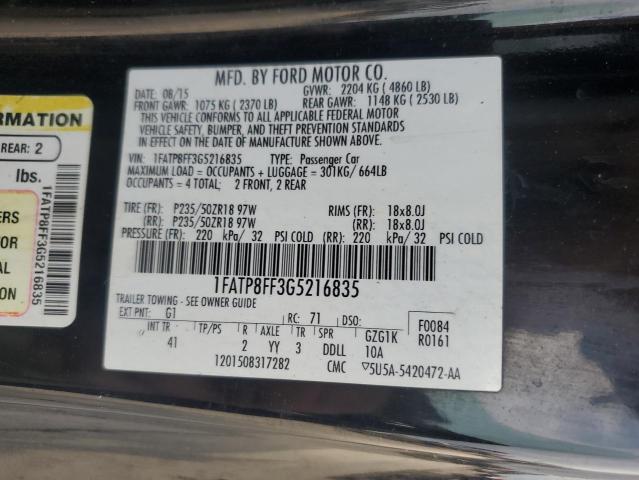 MFD. BY FORD MOTOR CO.
DATE: 08/15 GVWR: 2204 KG ( 4860 LB)
FRONT GAWR: 1075 KG ( 2370 LB) REAR GAWR: 1148 KG ( 2530 LB)
THIS VEHICLE CONFORMS TO ALL APPLICABLE FEDERAL MOTOR
VEHICLE SAFETY, BUMPER, AND THEFT PREVENTION STANDARDS
IN EFFECT ON THE DATE OF MANUFACTURE SHOWN ABOVE.
VIN: 1FATP8FF3G5216835 TYPE: Passenger Car
MAXIMUM LOAD = OCCUPANTS + LUGGAGE = 301KG/ 664LB
OCCUPANTS = 4 TOTAL; 2 FRONT, 2 REAR
TIRE (FR): P235/50ZR18 97W RIMS (FR): 18x8.0J
(RR): P235/50ZR18 97W (RR): 18x8.0J
PRESSURE (FR): 220 kPa/ 32 PSI COLD (RR): 220 kPa/ 32 PSI COLD
1FATP8FF3G5216835
TRAILER TOWING - SEE OWNER GUIDE
EXT PNT: G1 RC: 71 DSO:
INT TR TP/PS R AXLE TR SPR GZG1K
41 2 YY 3 DDLL 10A
1201508317282 CMC
F0084
R0161
5U5A-5420472-AA
RMATION
REAR: 2
lbs.
ERS
TOR
AL
TION
1FATP8FF3G5216835